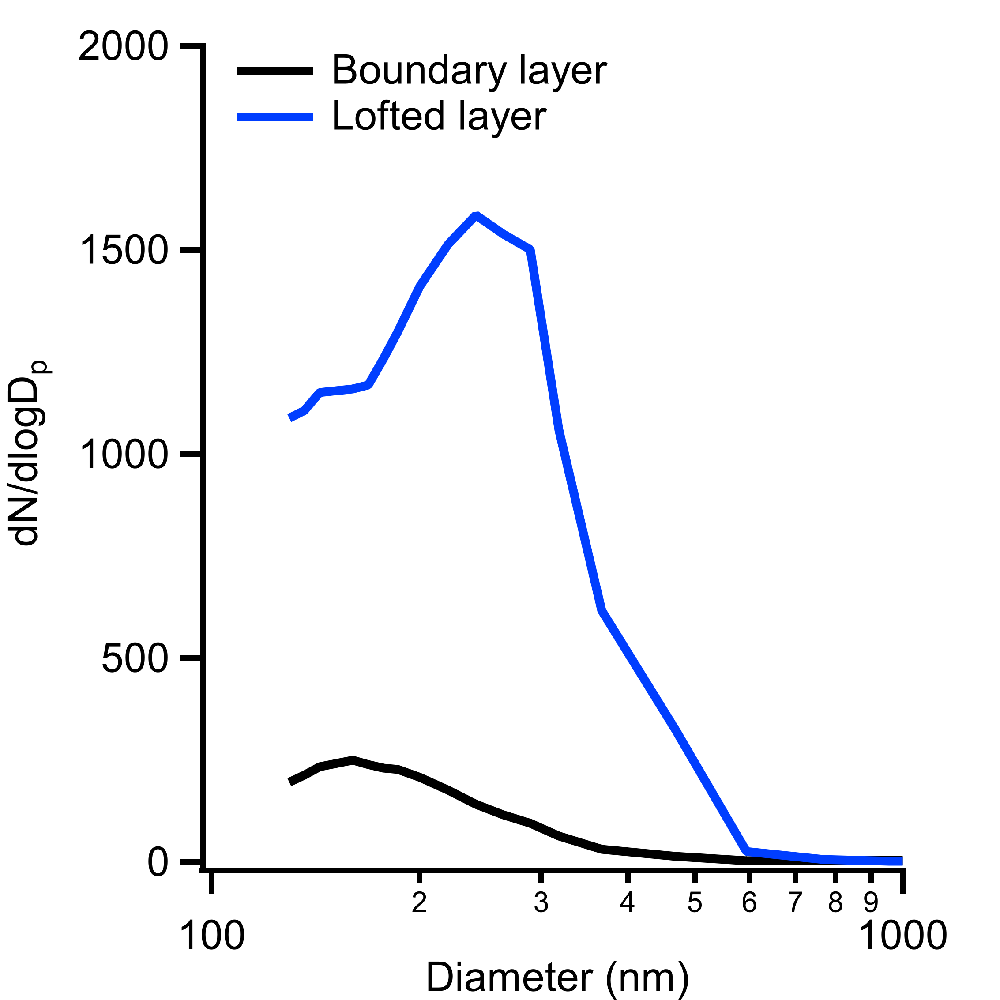 2000
Boundary layer
Lofted layer
1500
1000
500
0
dN/dlogDp
2 3 4 5 6 7 8 9
100 1000
Diameter (nm)